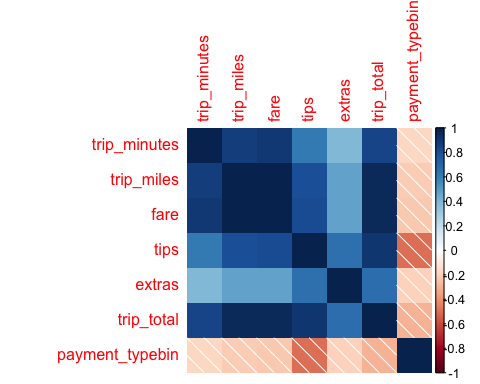 trip_minutes
trip_miles
fare
tips
extras
trip_total
payment_typebin
trip_minutes
trip_miles
fare
tips
extras
trip_total
payment_typebin
1
0.8
0.6
0.4
0.2
0
-0.2
-0.4
-0.6
-0.8
-1